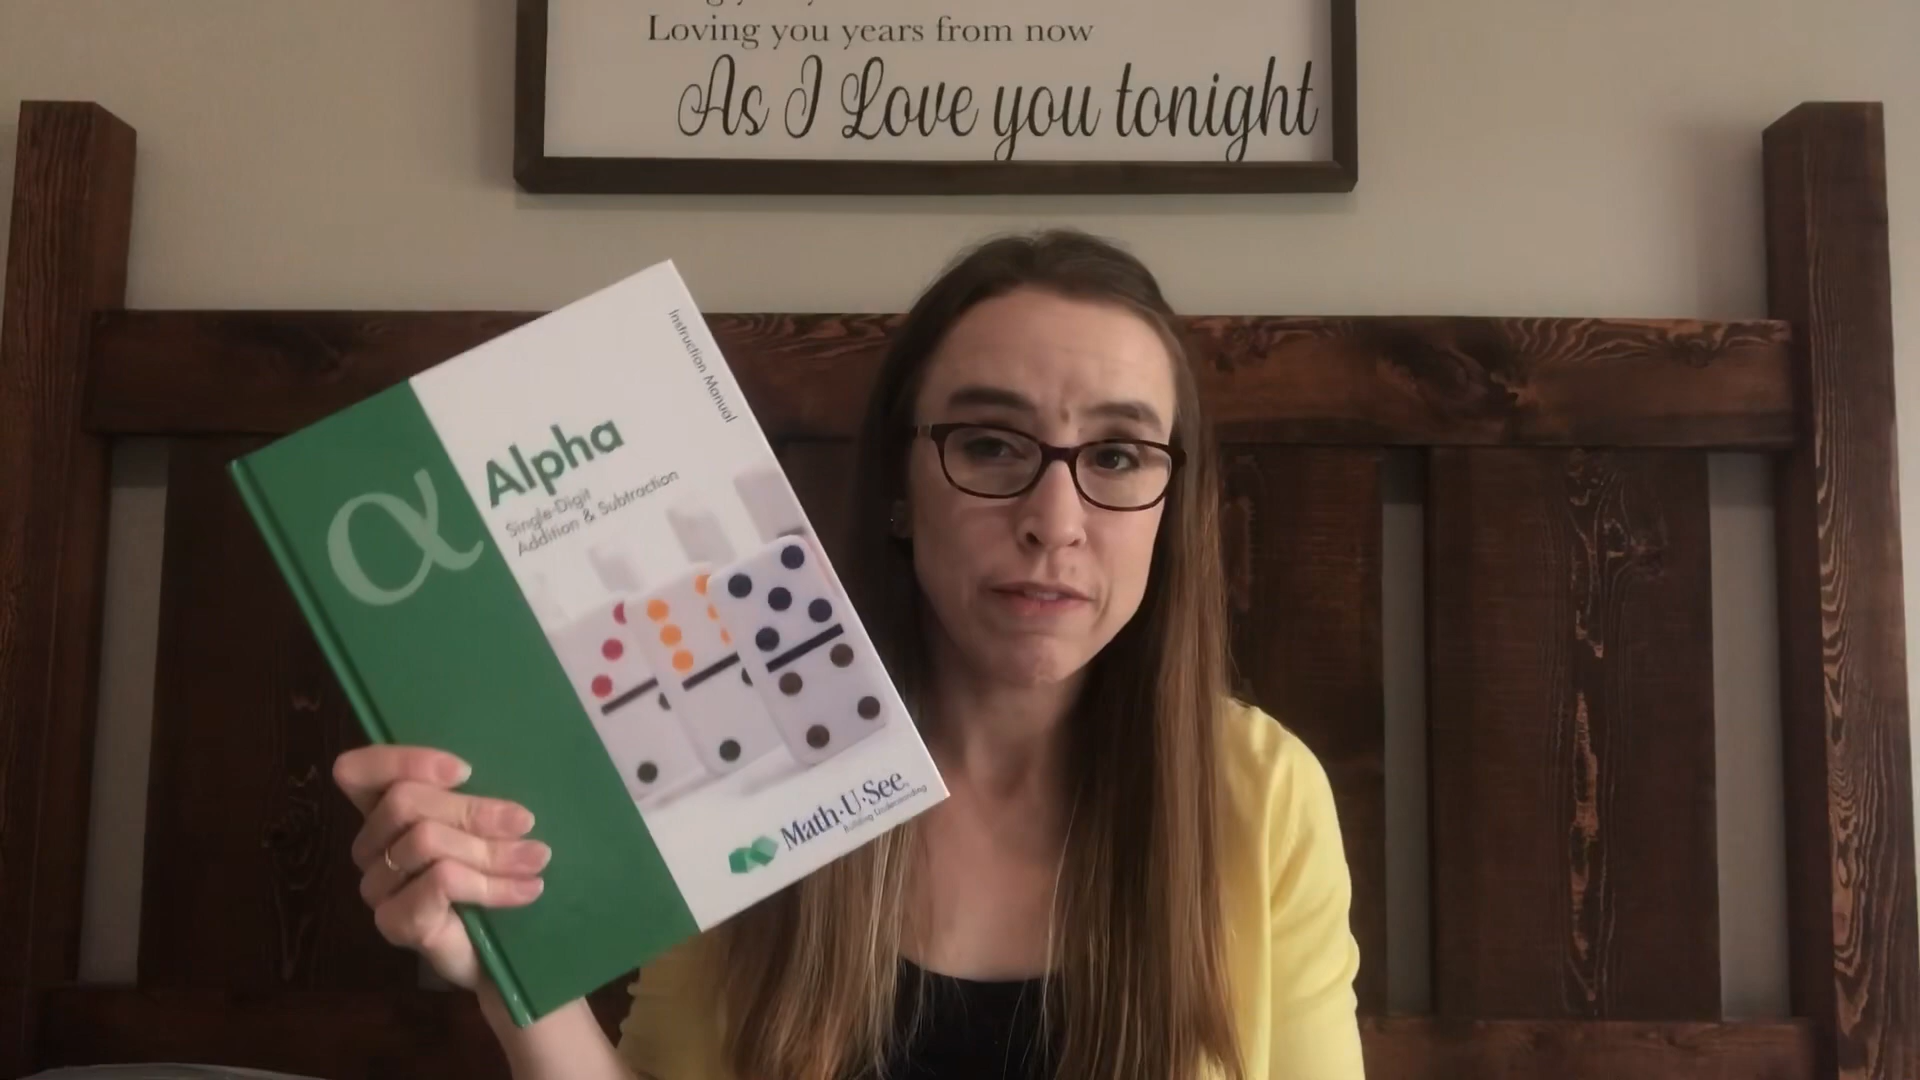 Loving you years from now
As I Love you tonight
Instruction Manual
α
Alpha
Single-Digit
Addition & Subtraction
Math·U·See
Building Understanding